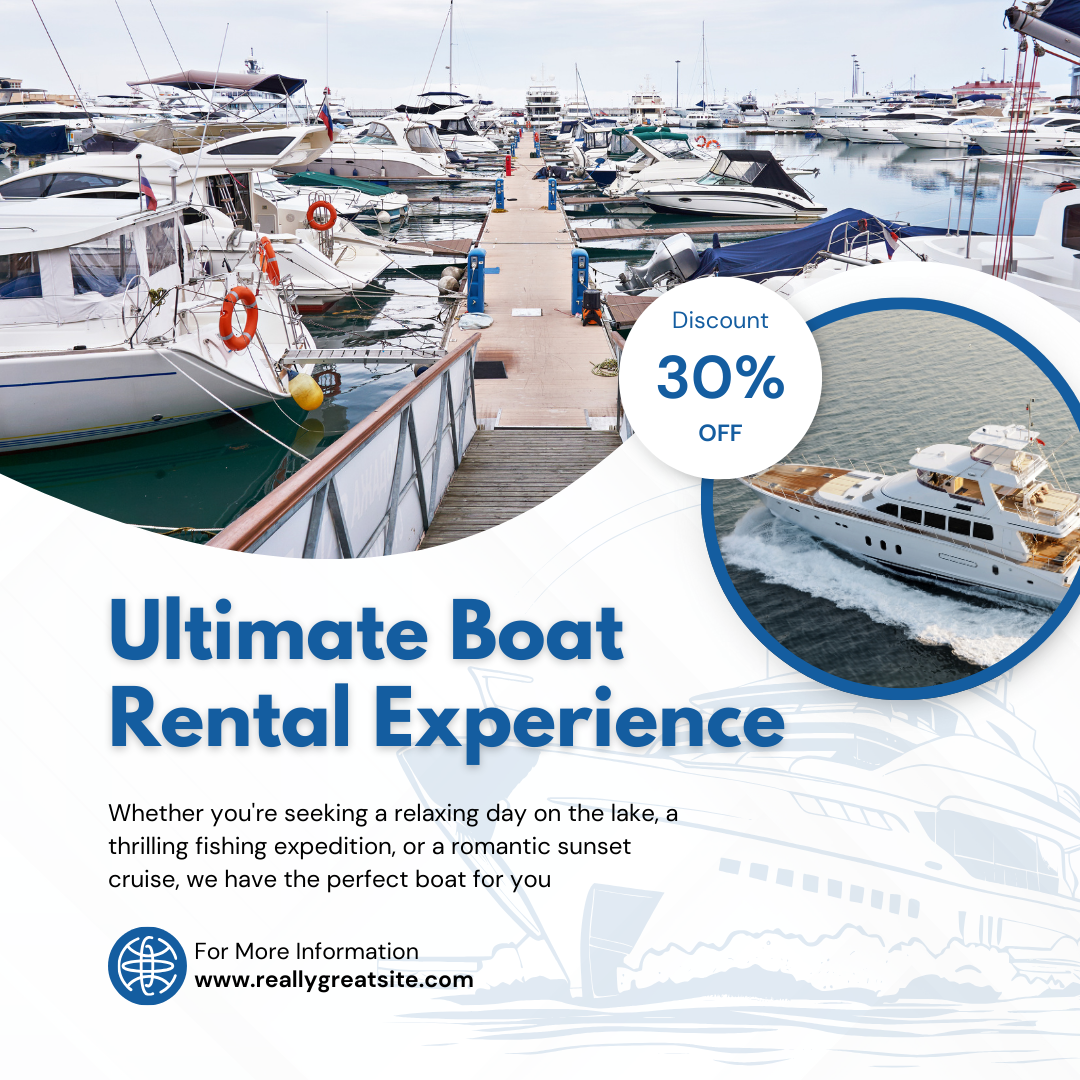 Discount
30%
OFF
Ultimate Boat
Rental Experience
Whether you're seeking a relaxing day on the lake, a
thrilling fishing expedition, or a romantic sunset
cruise, we have the perfect boat for you
For More Information
www.reallygreatsite.com